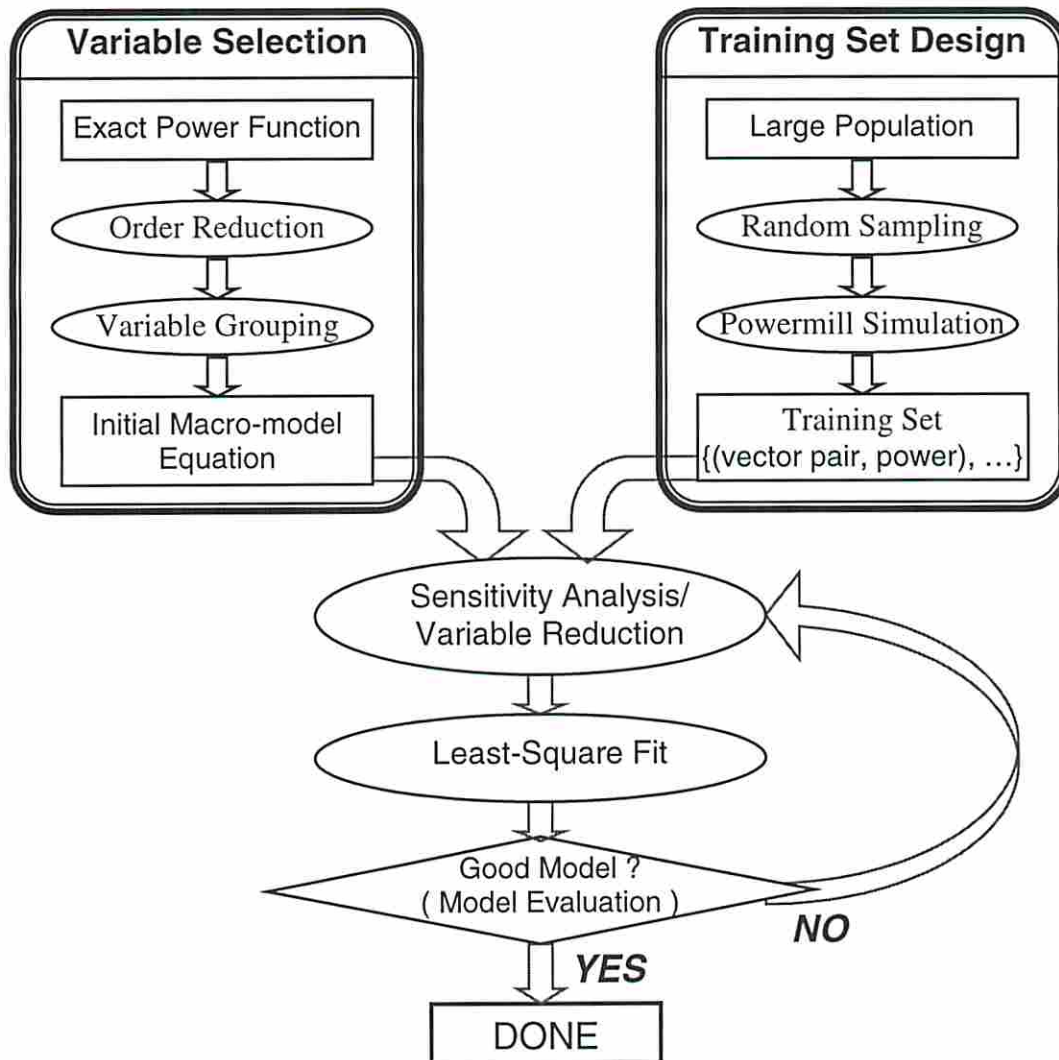 Variable Selection
Exact Power Function
Order Reduction
Variable Grouping
Initial Macro-model
Equation
Training Set Design
Large Population
Random Sampling
Powermill Simulation
Training Set
{(vector pair, power), …}
Sensitivity Analysis/
Variable Reduction
Least-Square Fit
Good Model ?
( Model Evaluation )
NO
YES
DONE